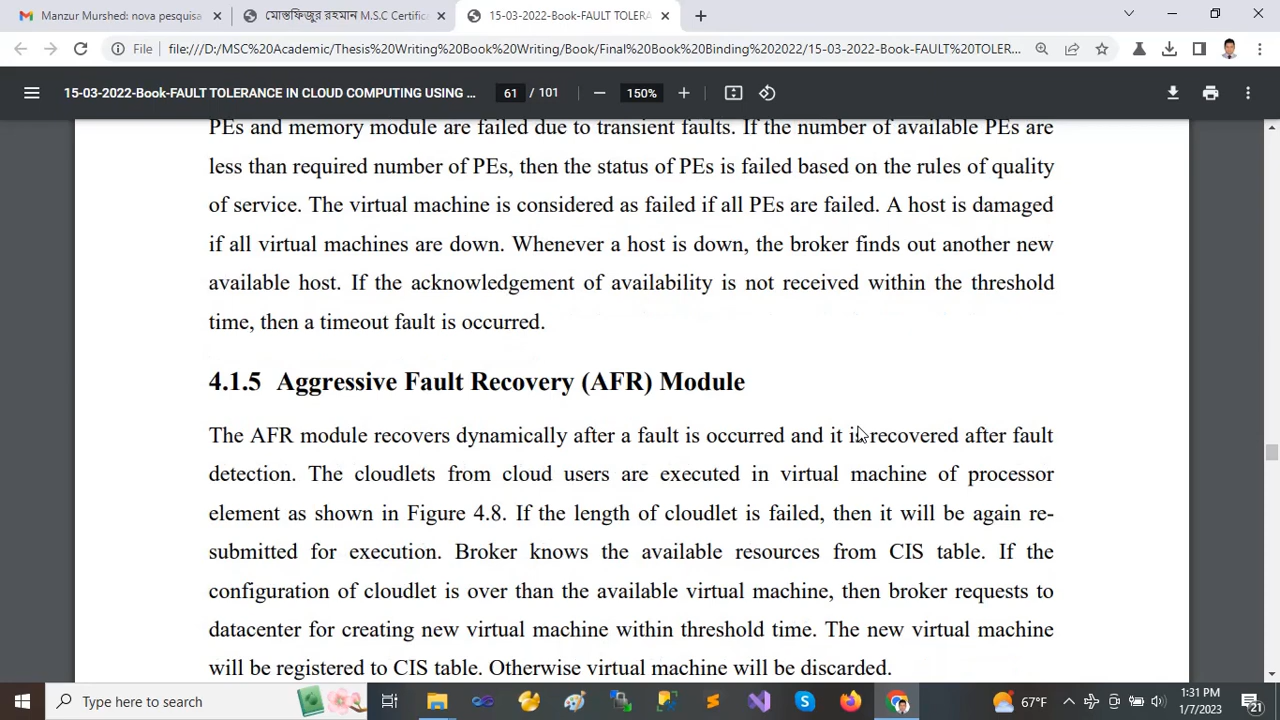 Manzur Murshed: nova pesquisa
মোস্তফিজুর রহমান M.S.C Certific
15-03-2022-Book-FAULT TOLERA
File
file:///D:/MSC%20Academic/Thesis%20Writing%20Book%20Writing/Book/Final%20Book%20Binding%202022/15-03-2022-Book-FAULT%20TOLER...
15-03-2022-Book-FAULT TOLERANCE IN CLOUD COMPUTING USING ...
61 / 101
150%
PEs and memory module are failed due to transient faults. If the number of available PEs are
less than required number of PEs, then the status of PEs is failed based on the rules of quality
of service. The virtual machine is considered as failed if all PEs are failed. A host is damaged
if all virtual machines are down. Whenever a host is down, the broker finds out another new
available host. If the acknowledgement of availability is not received within the threshold
time, then a timeout fault is occurred.
4.1.5 Aggressive Fault Recovery (AFR) Module
The AFR module recovers dynamically after a fault is occurred and it is recovered after fault
detection. The cloudlets from cloud users are executed in virtual machine of processor
element as shown in Figure 4.8. If the length of cloudlet is failed, then it will be again re-
submitted for execution. Broker knows the available resources from CIS table. If the
configuration of cloudlet is over than the available virtual machine, then broker requests to
datacenter for creating new virtual machine within threshold time. The new virtual machine
will be registered to CIS table. Otherwise virtual machine will be discarded.
Type here to search
67°F
1:31 PM
1/7/2023
21